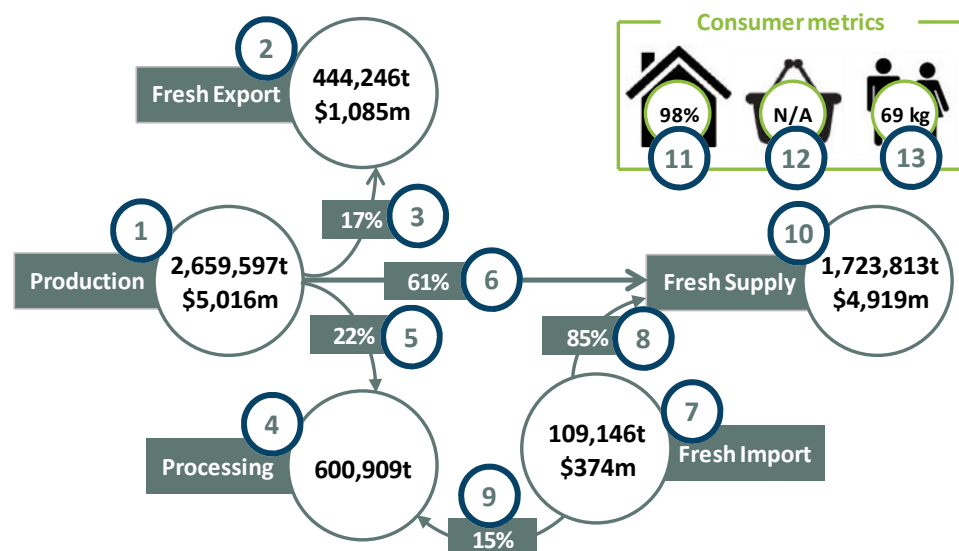 Consumer metrics
2
Fresh Export
444,246t
$1,085m
98%
N/A
69 kg
11
12
13
17%
3
1
Production
2,659,597t
$5,016m
61%
6
10
Fresh Supply
1,723,813t
$4,919m
22%
5
85%
8
4
Processing
600,909t
109,146t
$374m
7
Fresh Import
9
15%